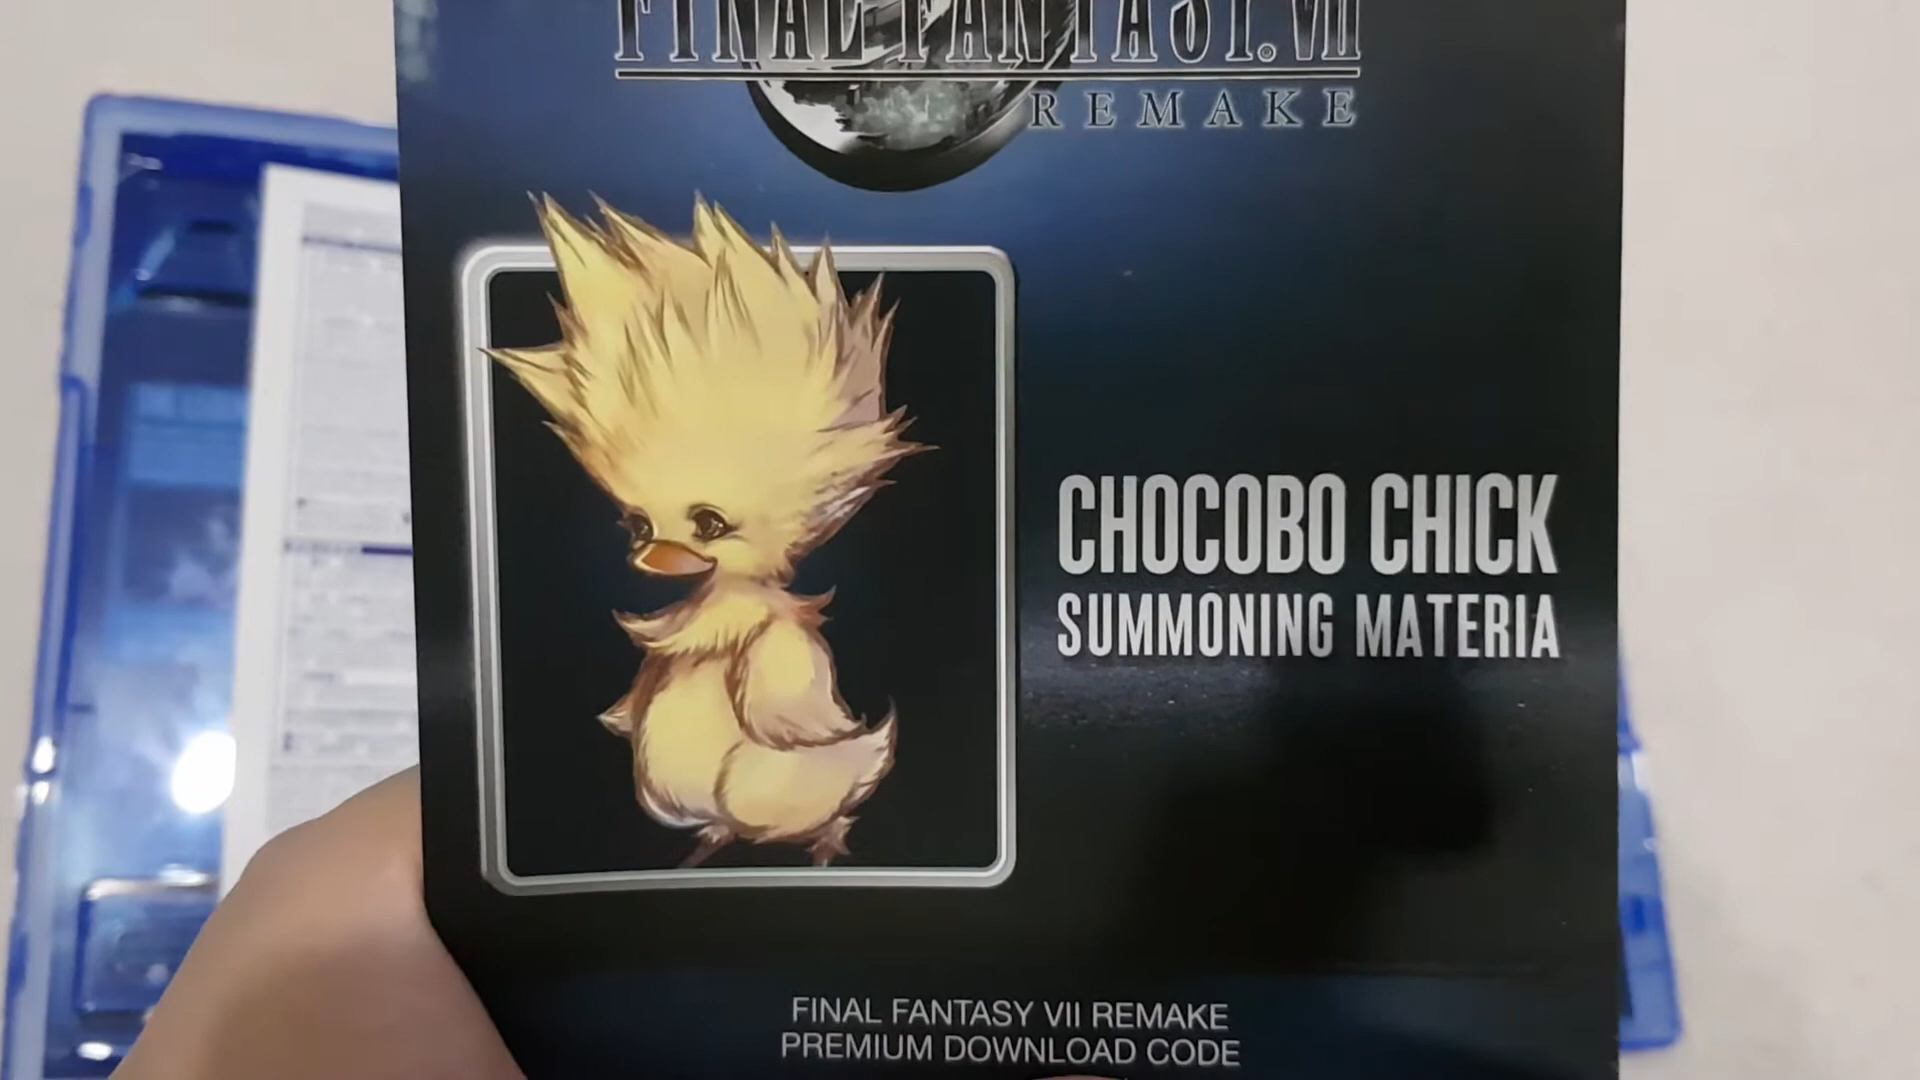 FINAL FANTASY. VII
REMAKE
CHOCOBO CHICK
SUMMONING MATERIA
FINAL FANTASY VII REMAKE
PREMIUM DOWNLOAD CODE